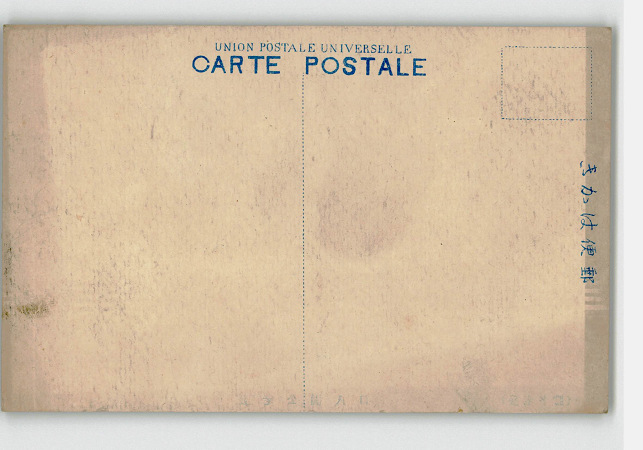 UNION POSTALE UNIVERSELLE
CARTE POSTALE
きかは便郵